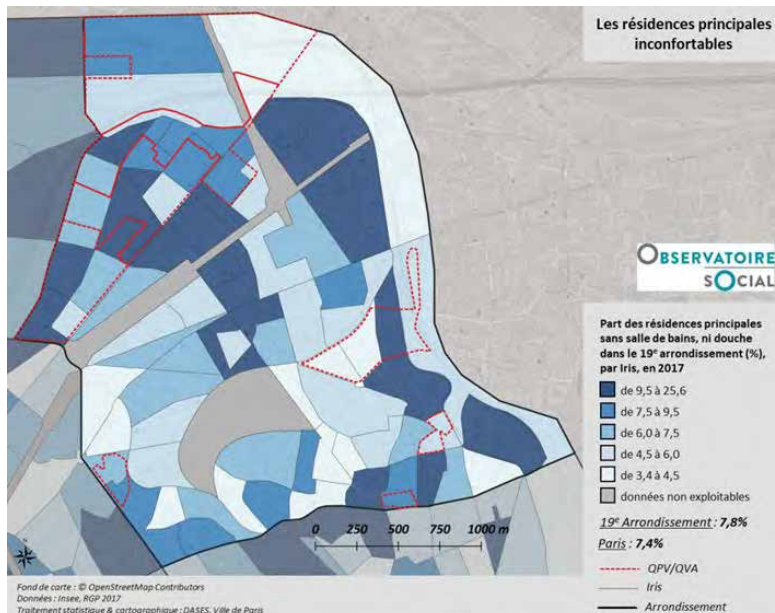 Les résidences principales
inconfortables
OBSERVATOIRE
SOCIAL
Part des résidences principales
sans salle de bains, ni douche
dans le 19e arrondissement (%),
par Iris, en 2017
de 9,5 à 25,6
de 7,5 à 9,5
de 6,0 à 7,5
de 4,5 à 6,0
de 3,4 à 4,5
données non exploitables
19e Arrondissement : 7,8%
Paris : 7,4%
QPV/QVA
Iris
Arrondissement
0 250 500 750 1000 m
Fond de carte : © OpenStreetMap Contributors
Données : Insee, RGP 2017
Traitement statistique & cartographique : DASES, Ville de Paris